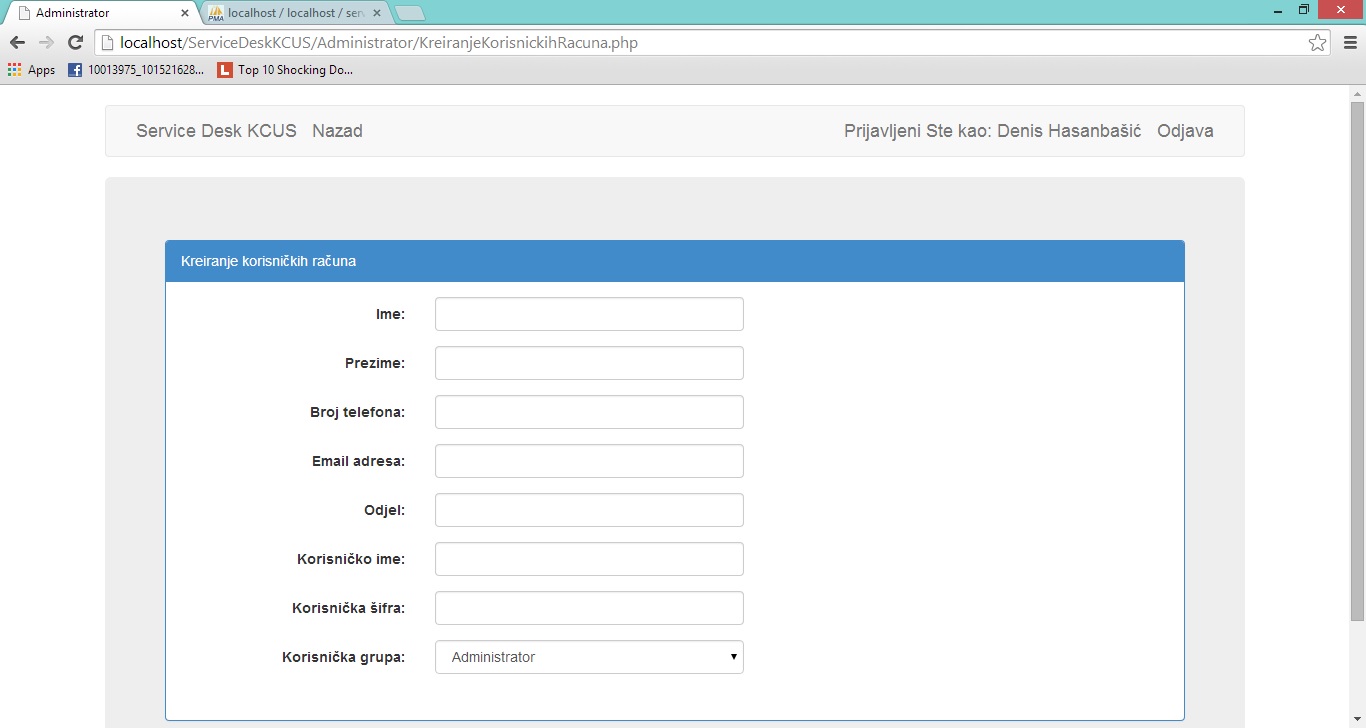 Administrator
localhost / localhost / serv
localhost/ServiceDeskKCUS/Administrator/KreiranjeKorisnickihRacuna.php
Apps
10013975_101521628...
Top 10 Shocking Do...
Service Desk KCUS Nazad Prijavljeni Ste kao: Denis Hasanbašić Odjava
Kreiranje korisničkih računa
Ime:
Prezime:
Broj telefona:
Email adresa:
Odjel:
Korisničko ime:
Korisnička šifra:
Korisnička grupa: Administrator